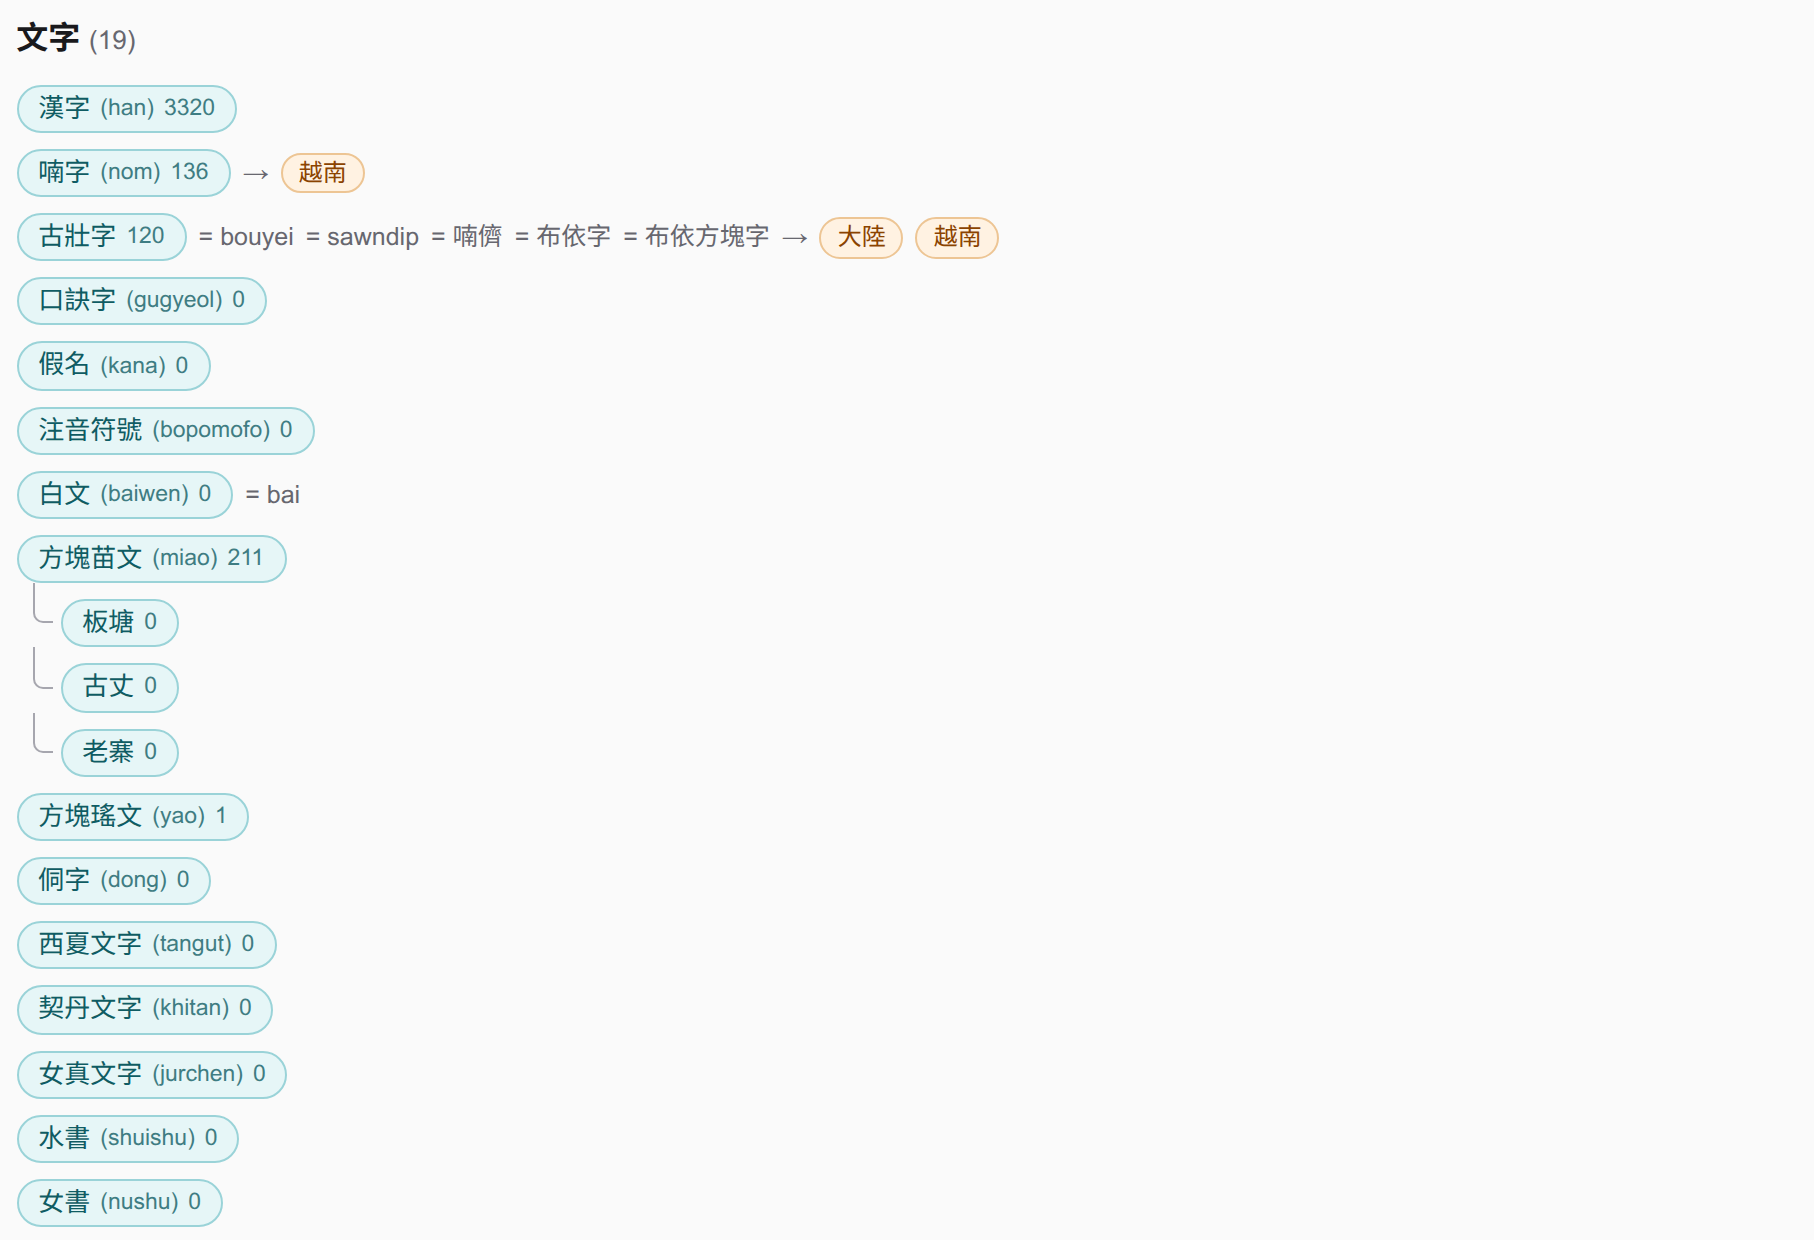 文字 (19)
漢字 (han) 3320
喃字 (nom) 136 → 越南
古壯字 120 = bouyei = sawndip = 喃儕 = 布依字 = 布依方塊字 → 大陸 越南
口訣字 (gugyeol) 0
假名 (kana) 0
注音符號 (bopomofo) 0
白文 (baiwen) 0 = bai
方塊苗文 (miao) 211
板塘 0
古丈 0
老寨 0
方塊瑤文 (yao) 1
侗字 (dong) 0
西夏文字 (tangut) 0
契丹文字 (khitan) 0
女真文字 (jurchen) 0
水書 (shuishu) 0
女書 (nushu) 0